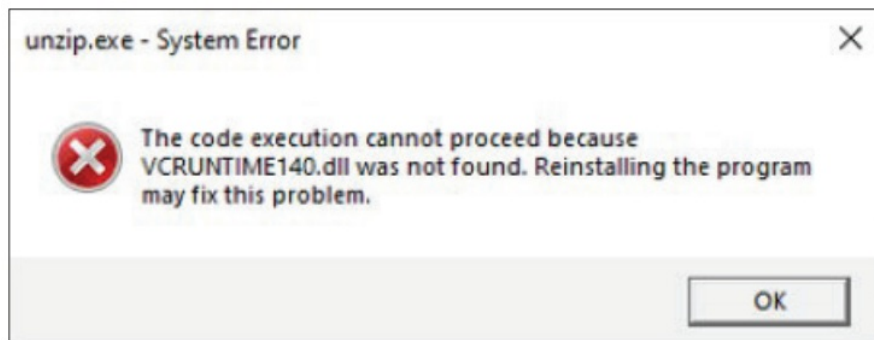 unzip.exe - System Error
The code execution cannot proceed because
VCRUNTIME140.dll was not found. Reinstalling the program
may fix this problem.
OK